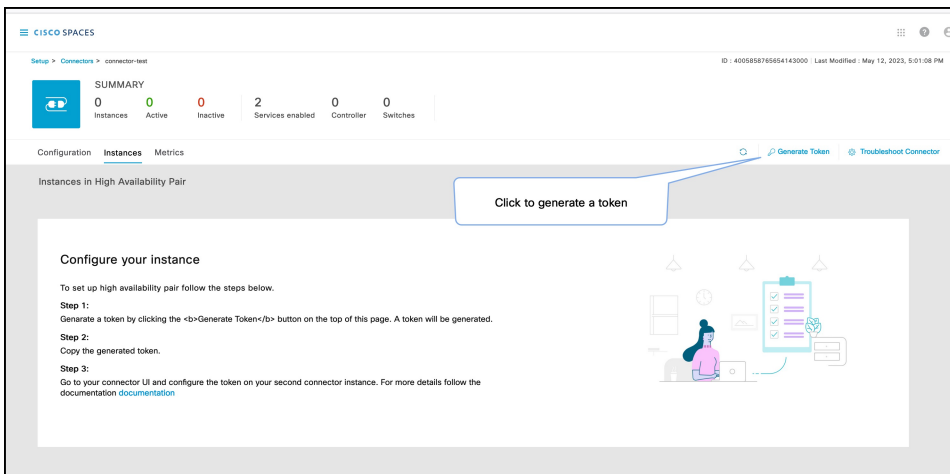 CISCO SPACES
Setup > Connectors > connector-test
ID : 4005858765654143000 | Last Modified : May 12, 2023, 5:01:08 PM
SUMMARY
0 0 0 2 0 0
Instances Active Inactive Services enabled Controller Switches
Configuration Instances Metrics
Generate Token Troubleshoot Connector
Instances in High Availability Pair
Click to generate a token
Configure your instance
To set up high availability pair follow the steps below.
Step 1:
Genarate a token by clicking the <b>Generate Token</b> button on the top of this page. A token will be generated.
Step 2:
Copy the generated token.
Step 3:
Go to your connector UI and configure the token on your second connector instance. For more details follow the
documentation documentation